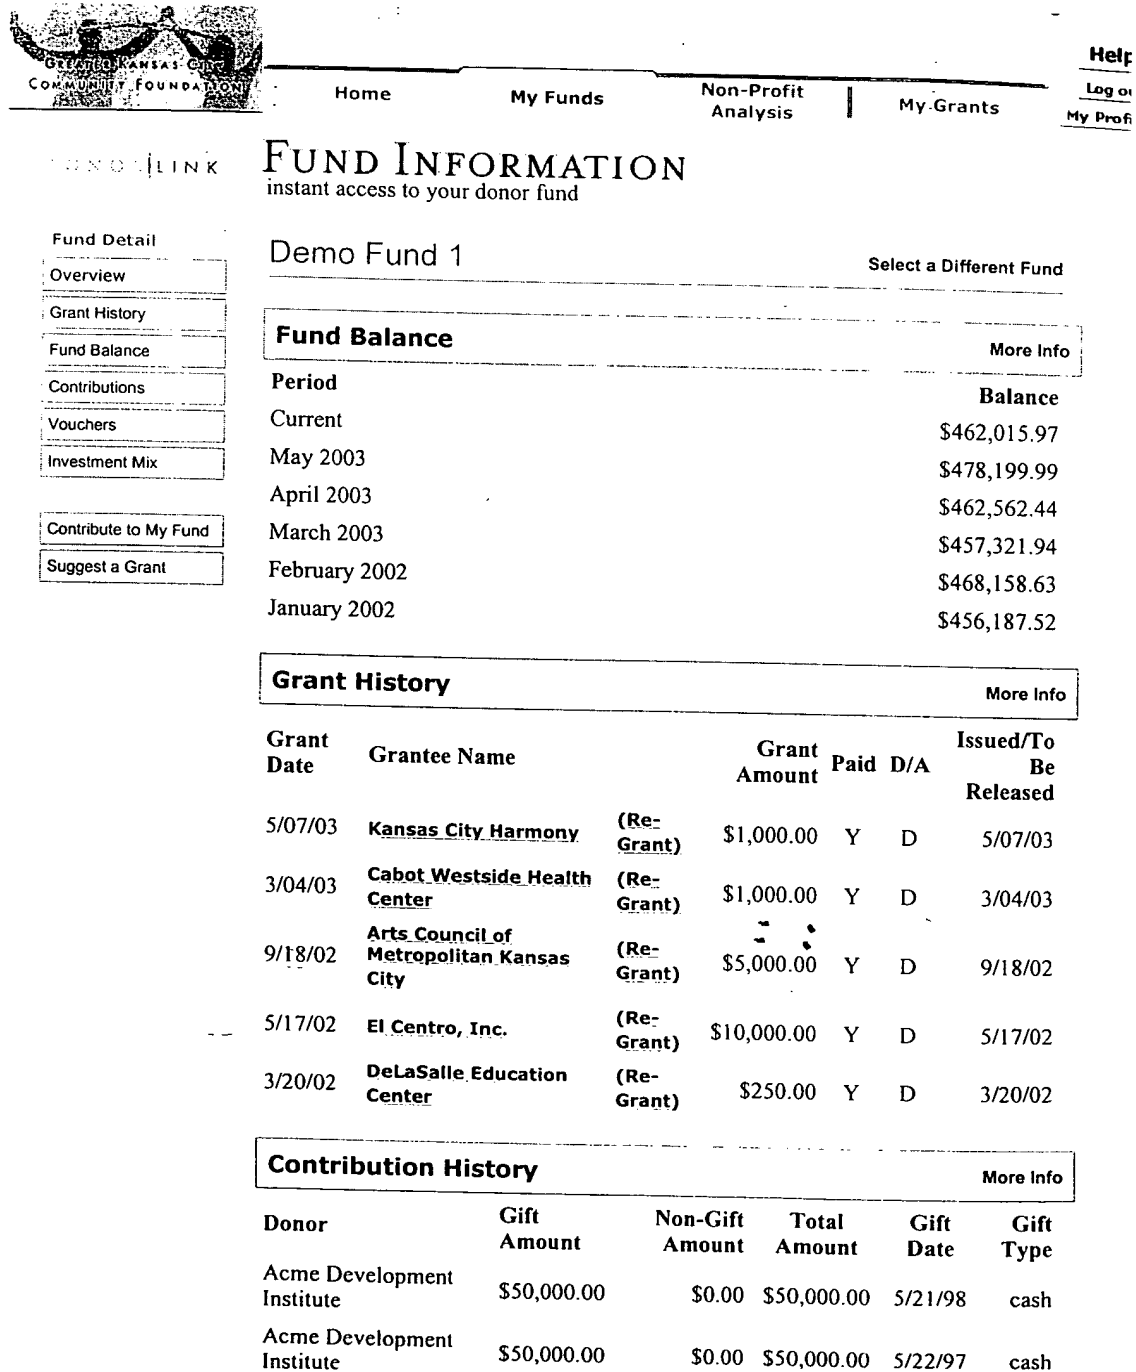 GREATER KANSAS CITY
COMMUNITY FOUNDATION
Home
My Funds
Non-Profit
Analysis
My Grants
Help
Log
My
LINK
FUND INFORMATION
instant access to your donor fund
Fund Detail
Overview
Grant History
Fund Balance
Contributions
Vouchers
Investment Mix
Contribute to My Fund
Suggest a Grant
Demo Fund 1
Select a Different Fund
Fund Balance More Info
Period Balance
Current $462,015.97
May 2003 $478,199.99
April 2003 $462,562.44
March 2003 $457,321.94
February 2002 $468,158.63
January 2002 $456,187.52
Grant History More Info
Grant Date Grantee Name Grant Amount Paid D/A Issued/To Be Released
5/07/03 Kansas City Harmony (Re-Grant) $1,000.00 Y D 5/07/03
3/04/03 Cabot Westside Health Center (Re-Grant) $1,000.00 Y D 3/04/03
9/18/02 Arts Council of Metropolitan Kansas City (Re-Grant) $5,000.00 Y D 9/18/02
5/17/02 El Centro, Inc. (Re-Grant) $10,000.00 Y D 5/17/02
3/20/02 DeLaSalle Education Center (Re-Grant) $250.00 Y D 3/20/02
Contribution History More Info
Donor Gift Amount Non-Gift Amount Total Amount Gift Date Gift Type
Acme Development Institute $50,000.00 $0.00 $50,000.00 5/21/98 cash
Acme Development Institute $50,000.00 $0.00 $50,000.00 5/22/97 cash